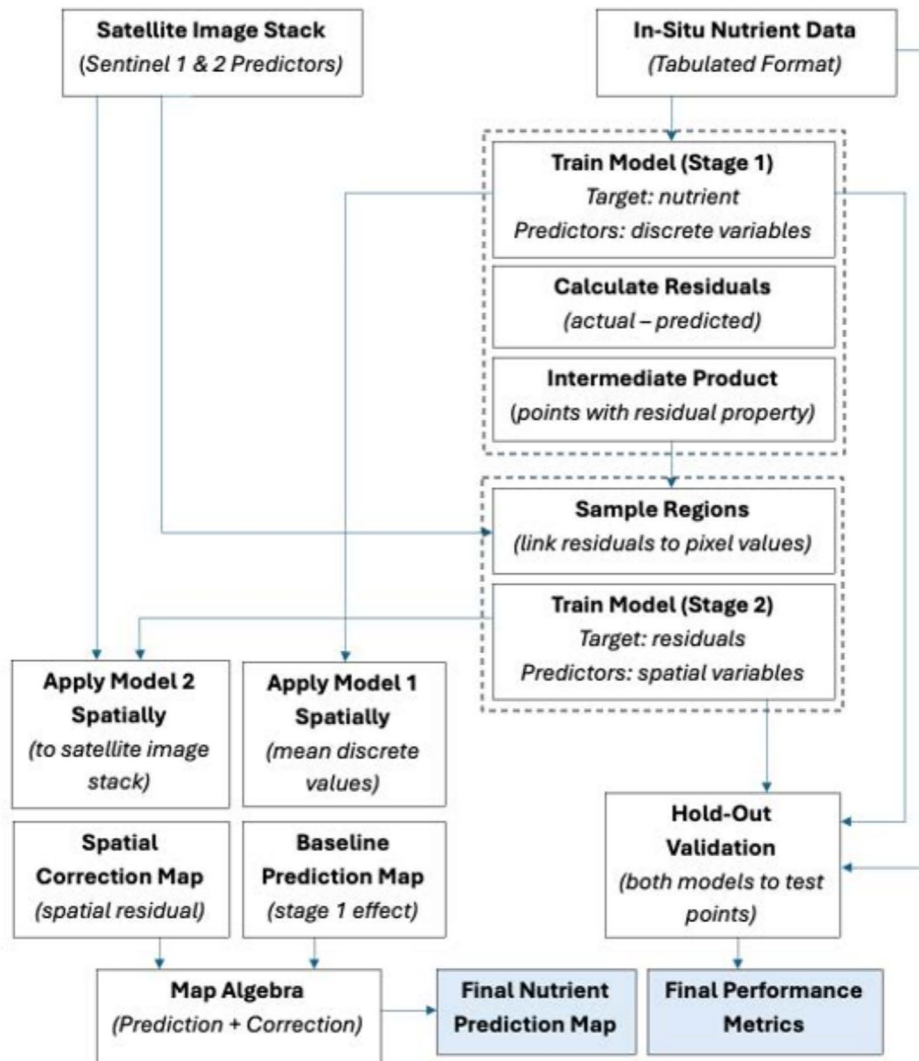 Satellite Image Stack
(Sentinel 1 & 2 Predictors)
In-Situ Nutrient Data
(Tabulated Format)
Train Model (Stage 1)
Target: nutrient
Predictors: discrete variables
Calculate Residuals
(actual – predicted)
Intermediate Product
(points with residual property)
Sample Regions
(link residuals to pixel values)
Train Model (Stage 2)
Target: residuals
Predictors: spatial variables
Apply Model 2
Spatially
(to satellite image
stack)
Apply Model 1
Spatially
(mean discrete
values)
Spatial
Correction Map
(spatial residual)
Baseline
Prediction Map
(stage 1 effect)
Hold-Out
Validation
(both models to test
points)
Map Algebra
(Prediction + Correction)
Final Nutrient
Prediction Map
Final Performance
Metrics